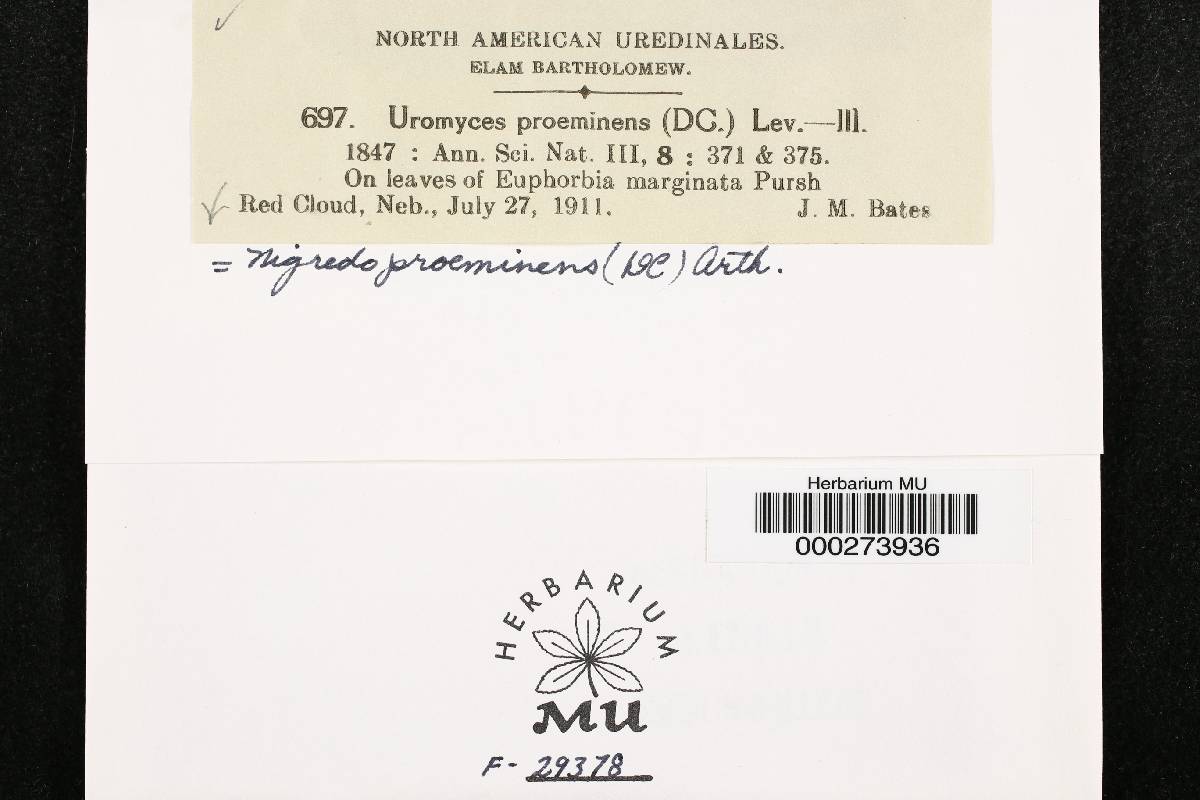 NORTH AMERICAN UREDINALES.
ELAM BARTHOLOMEW.
697. Uromyces proeminens (DC.) Lev.—III.
1847 : Ann. Sci. Nat. III, 8 : 371 & 375.
On leaves of Euphorbia marginata Pursh
Red Cloud, Neb., July 27, 1911. J. M. Bates
= Nigredo proeminens (DC) Arth.
Herbarium MU
000273936
HERBARIUM
MU
F- 29378